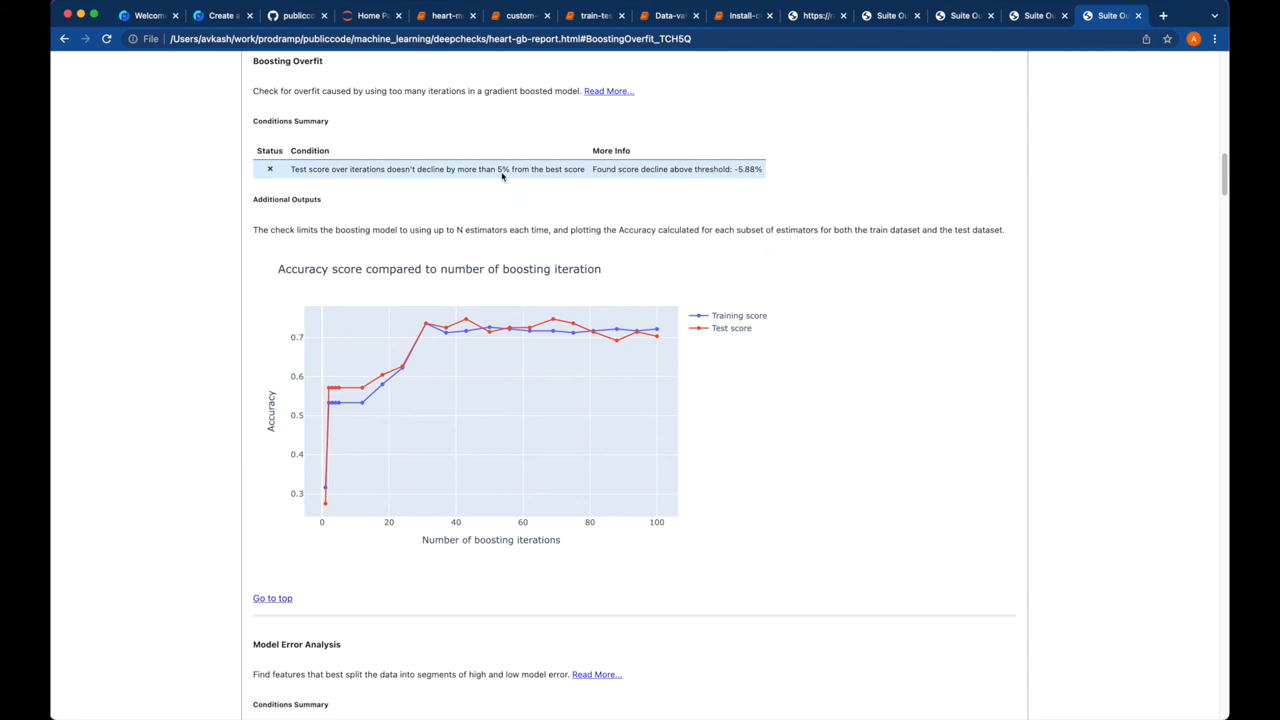 Welcom
Create a
publicc
Home P
heart-m
custom-
train-tes
Data-va
Install-c
https://r
Suite Ou
Suite Ou
Suite Ou
Suite Ou
File
/Users/avkash/work/prodramp/publiccode/machine_learning/deepchecks/heart-gb-report.html#BoostingOverfit_TCH5Q
A
Boosting Overfit
Check for overfit caused by using too many iterations in a gradient boosted model. Read More...
Conditions Summary
Status Condition More Info
✕ Test score over iterations doesn't decline by more than 5% from the best score Found score decline above threshold: -5.88%
Additional Outputs
The check limits the boosting model to using up to N estimators each time, and plotting the Accuracy calculated for each subset of estimators for both the train dataset and the test dataset.
Accuracy score compared to number of boosting iteration
Training score
Test score
0.7
0.6
0.5
0.4
0.3
Accuracy
0 20 40 60 80 100
Number of boosting iterations
Go to top
Model Error Analysis
Find features that best split the data into segments of high and low model error. Read More...
Conditions Summary